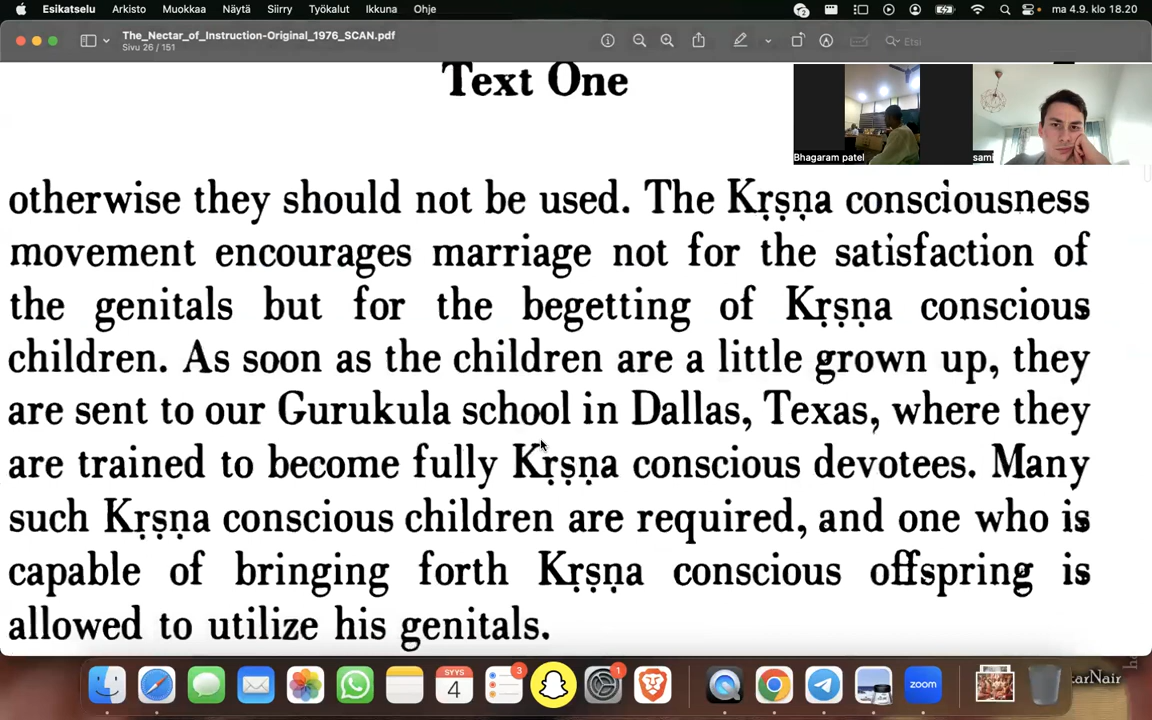 Esikatselu Arkisto Muokkaa Näytä Siirry Työkalut Ikkuna Ohje 2 ma 4.9. klo 18.20
The_Nectar_of_Instruction-Original_1976_SCAN.pdf
Sivu 26 / 151
Etsi
Text One
Bhagaram patel
sami
otherwise they should not be used. The Kṛṣṇa consciousness
movement encourages marriage not for the satisfaction of
the genitals but for the begetting of Kṛṣṇa conscious
children. As soon as the children are a little grown up, they
are sent to our Gurukula school in Dallas, Texas, where they
are trained to become fully Kṛṣṇa conscious devotees. Many
such Kṛṣṇa conscious children are required, and one who is
capable of bringing forth Kṛṣṇa conscious offspring is
allowed to utilize his genitals.
SYYS
4
3
1
zoom
tarNair